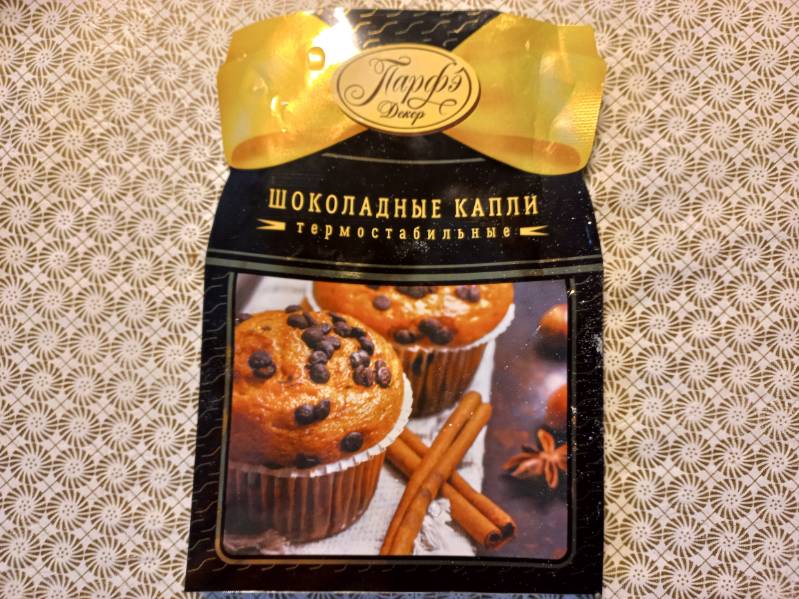 Парфэ
Декор
ШОКОЛАДНЫЕ КАПЛИ
термостабильные